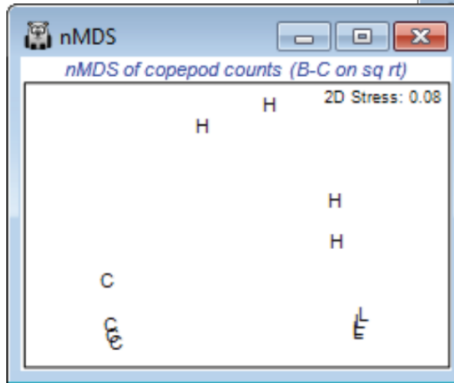 nMDS
nMDS of copepod counts (B-C on sq rt)
2D Stress: 0.08
H
H
H
H
C
C
C
L
E